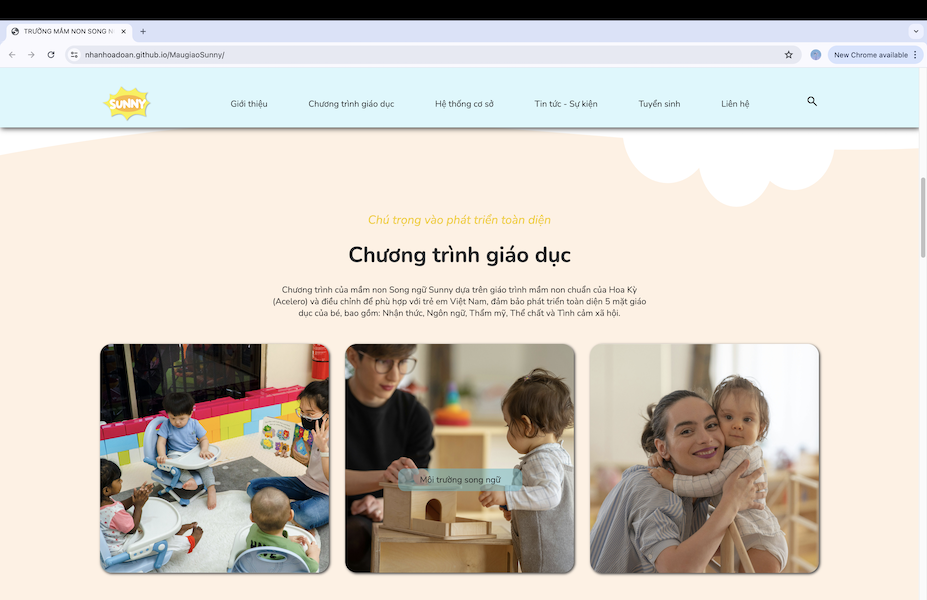 TRƯỜNG MẦM NON SONG N
nhanhoadoan.github.io/MaugiaoSunny/
New Chrome available
SUNNY
Giới thiệu
Chương trình giáo dục
Hệ thống cơ sở
Tin tức - Sự kiện
Tuyển sinh
Liên hệ
Chú trọng vào phát triển toàn diện
Chương trình giáo dục
Chương trình của mầm non Song ngữ Sunny dựa trên giáo trình mầm non chuẩn của Hoa Kỳ
(Acelero) và điều chỉnh để phù hợp với trẻ em Việt Nam, đảm bảo phát triển toàn diện 5 mặt giáo
dục của bé, bao gồm: Nhận thức, Ngôn ngữ, Thẩm mỹ, Thể chất và Tình cảm xã hội.
Môi trường song ngữ